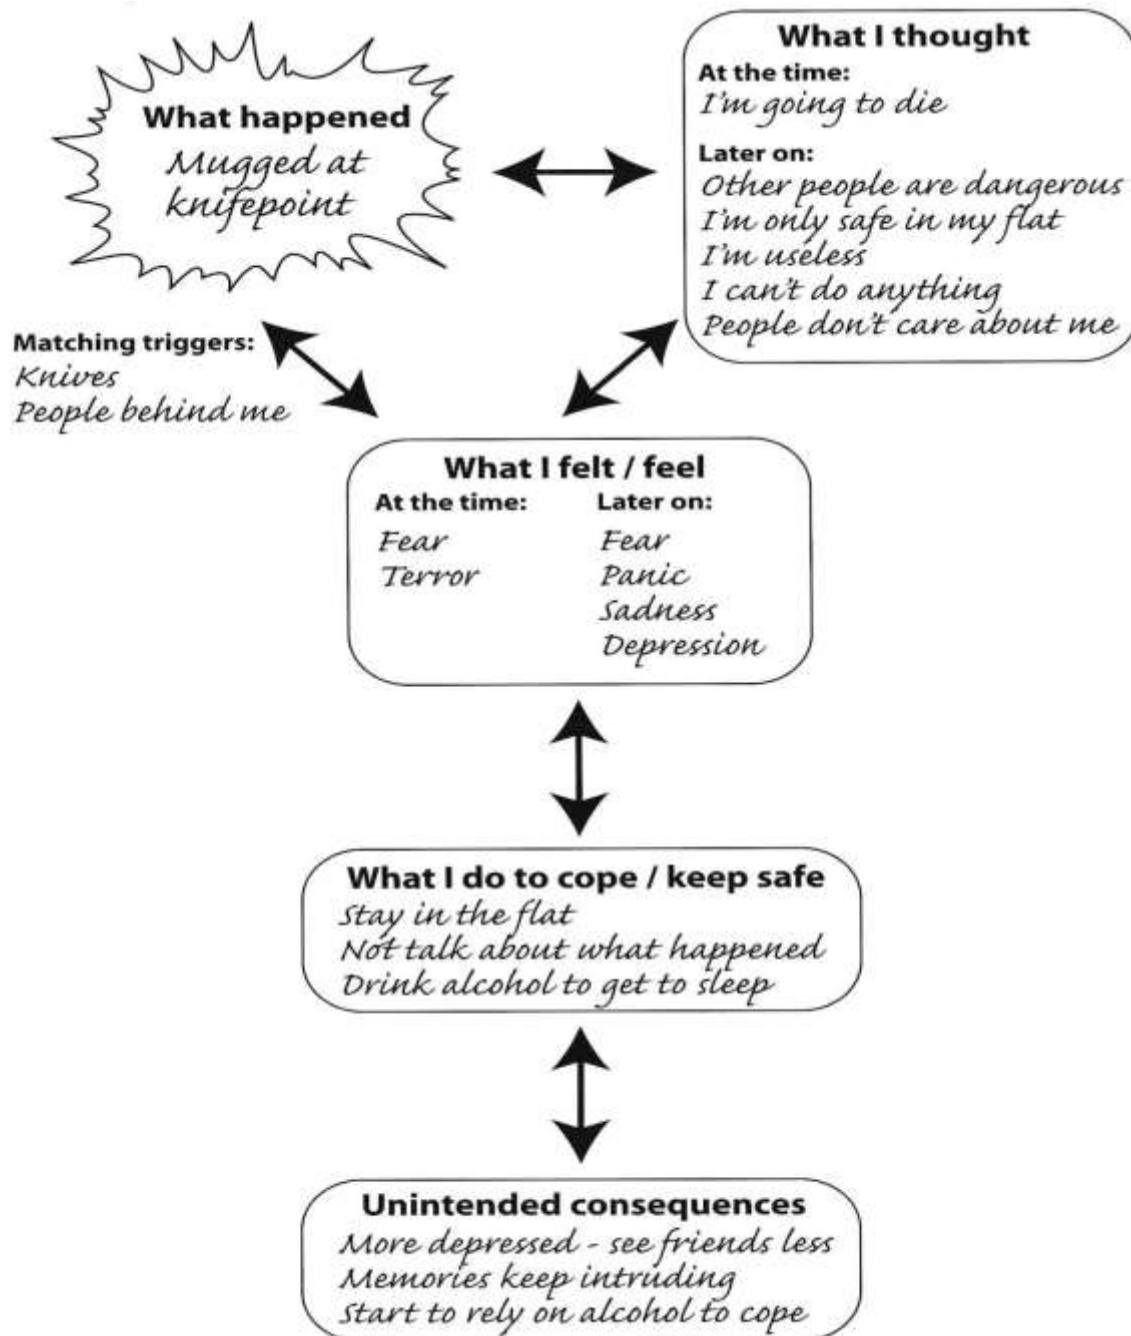 What happened
Mugged at
knifepoint
What I thought
At the time:
I'm going to die
Later on:
Other people are dangerous
I'm only safe in my flat
I'm useless
I can't do anything
People don't care about me
Matching triggers:
Knives
People behind me
What I felt / feel
At the time:
Fear
Terror
Later on:
Fear
Panic
Sadness
Depression
What I do to cope / keep safe
Stay in the flat
Not talk about what happened
Drink alcohol to get to sleep
Unintended consequences
More depressed - see friends less
Memories keep intruding
Start to rely on alcohol to cope